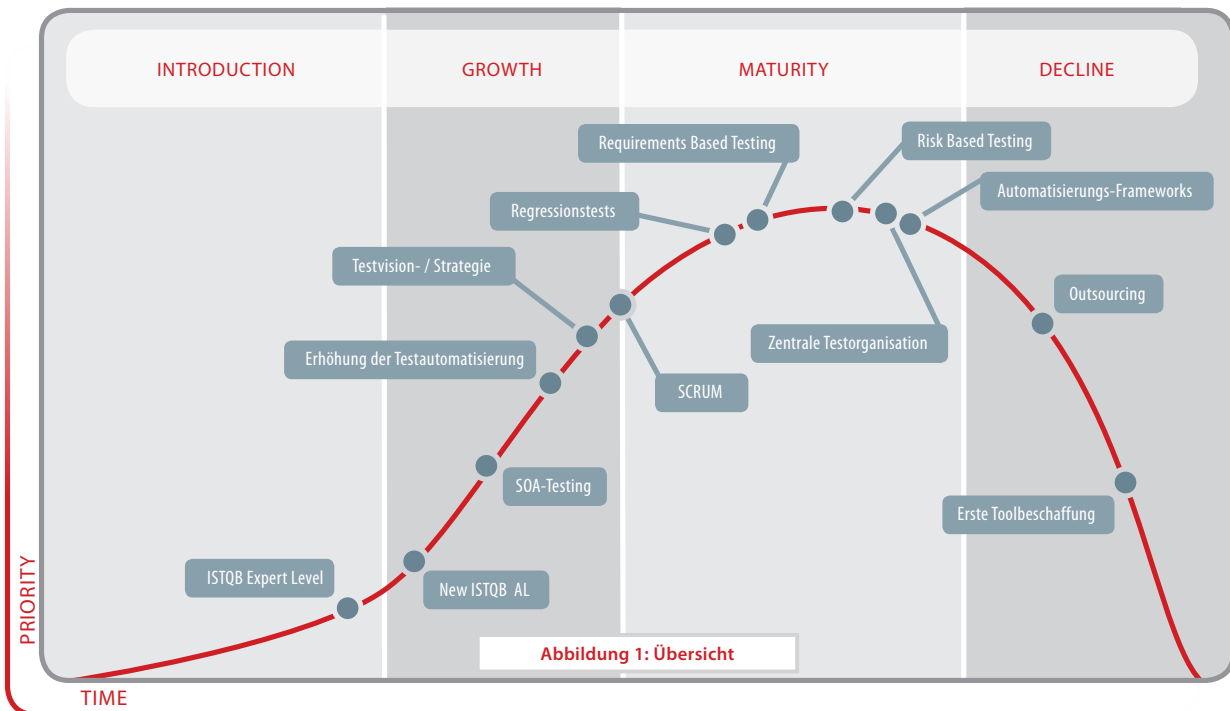 INTRODUCTION
GROWTH
MATURITY
DECLINE
Requirements Based Testing
Risk Based Testing
Automatisierungs-Frameworks
Regressionstests
Testvision- / Strategie
Outsourcing
Zentrale Testorganisation
Erhöhung der Testautomatisierung
SCRUM
SOA-Testing
Erste Toolbeschaffung
ISTQB Expert Level
New ISTQB AL
PRIORITY
Abbildung 1: Übersicht
TIME